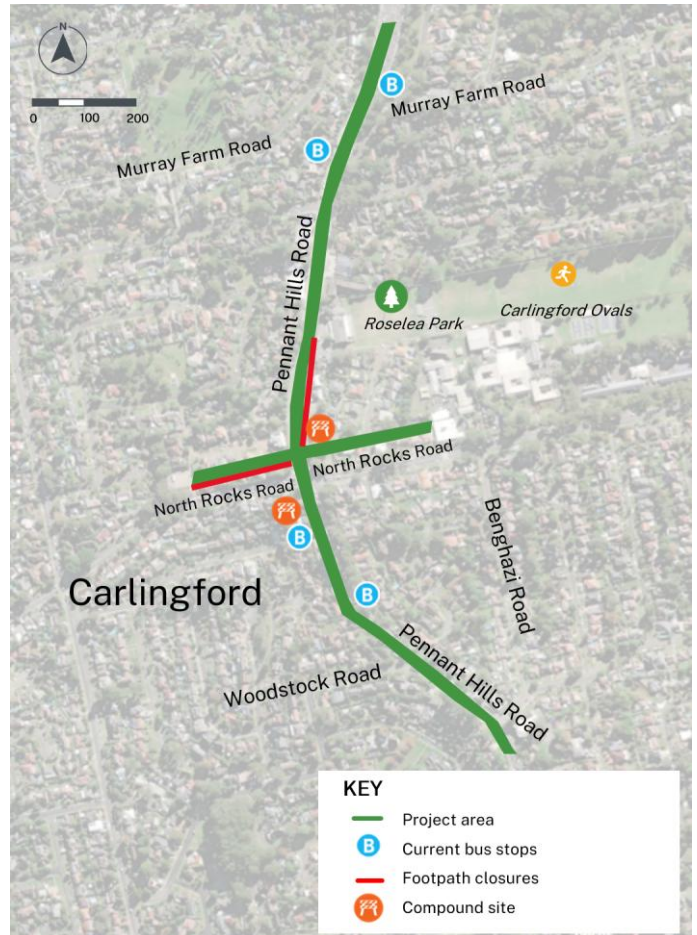 N
0 100 200
Murray Farm Road
B
B
Murray Farm Road
Pennant Hills Road
Roselea Park
Carlingford Ovals
North Rocks Road
North Rocks Road
B
Benghazi Road
Carlingford
B
Pennant Hills Road
Woodstock Road
KEY
Project area
B Current bus stops
Footpath closures
Compound site